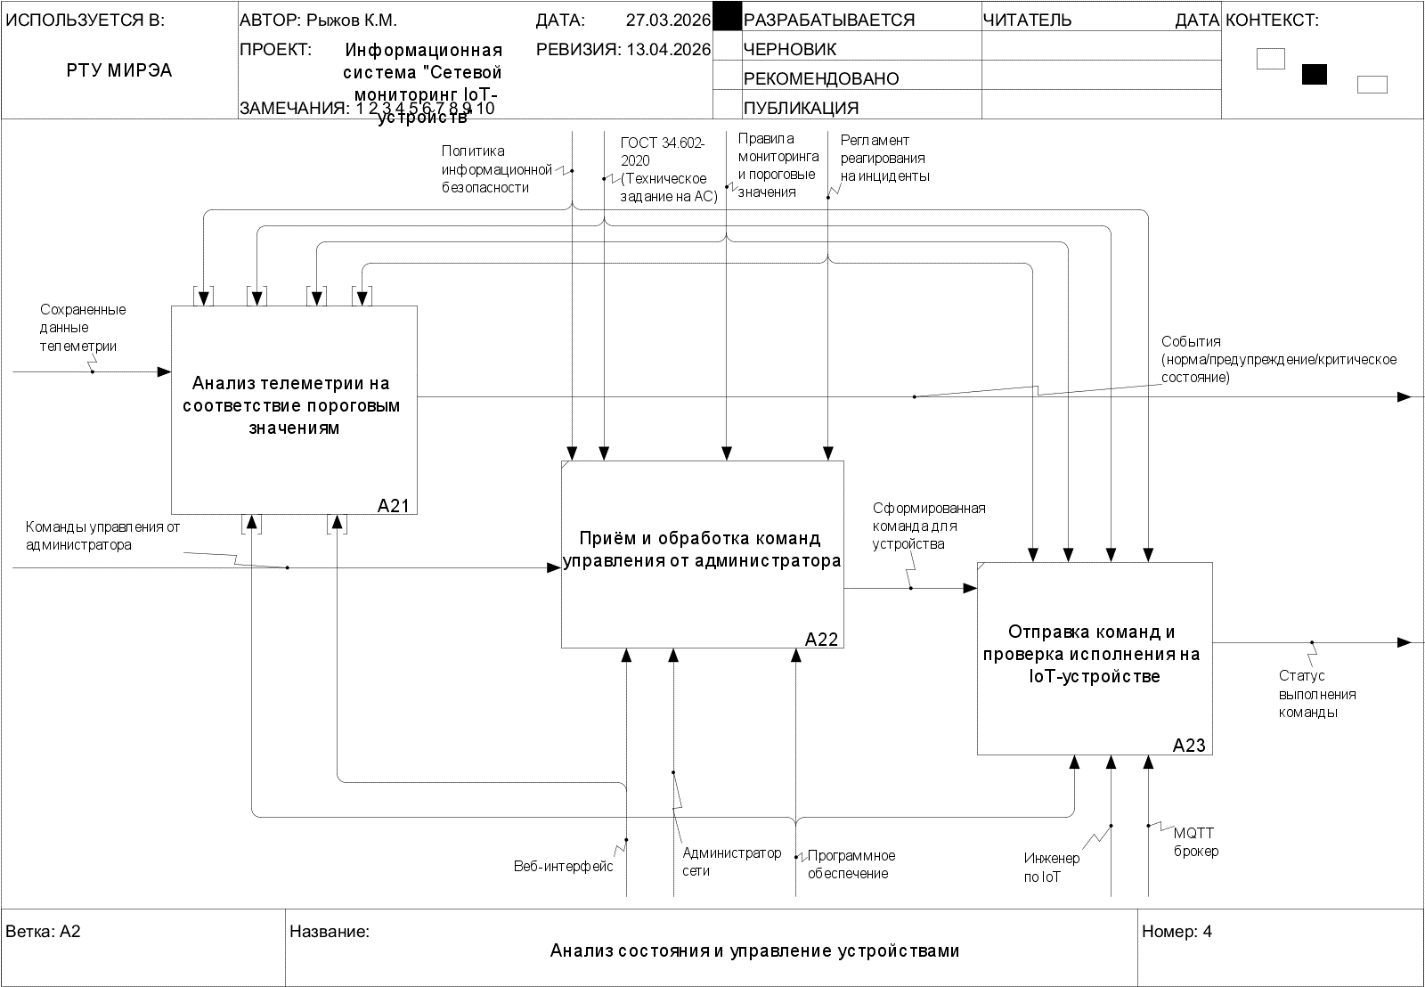 ИСПОЛЬЗУЕТСЯ В:
РТУ МИРЭА
АВТОР: Рыжов К.М.
ДАТА: 27.03.2026
ПРОЕКТ: Информационная
система "Сетевой
мониторинг IoT-
устройств"
РЕВИЗИЯ: 13.04.2026
ЗАМЕЧАНИЯ: 1 2 3 4 5 6 7 8 9 10
РАЗРАБАТЫВАЕТСЯ
ЧЕРНОВИК
РЕКОМЕНДОВАНО
ПУБЛИКАЦИЯ
ЧИТАТЕЛЬ
ДАТА
КОНТЕКСТ:
Политика
информационной
безопасности
ГОСТ 34.602-
2020
(Техническое
задание на АС)
Правила
мониторинга
и пороговые
значения
Регламент
реагирования
на инциденты
Сохраненные
данные
телеметрии
Анализ телеметрии на
соответствие пороговым
значениям
A21
События
(норма/предупреждение/критическое
состояние)
Команды управления от
администратора
Приём и обработка команд
управления от администратора
A22
Сформированная
команда для
устройства
Отправка команд и
проверка исполнения на
IoT-устройстве
A23
Статус
выполнения
команды
Веб-интерфейс
Администратор
сети
Программное
обеспечение
Инженер
по IoT
MQTT
брокер
Ветка: A2
Название:
Анализ состояния и управление устройствами
Номер: 4